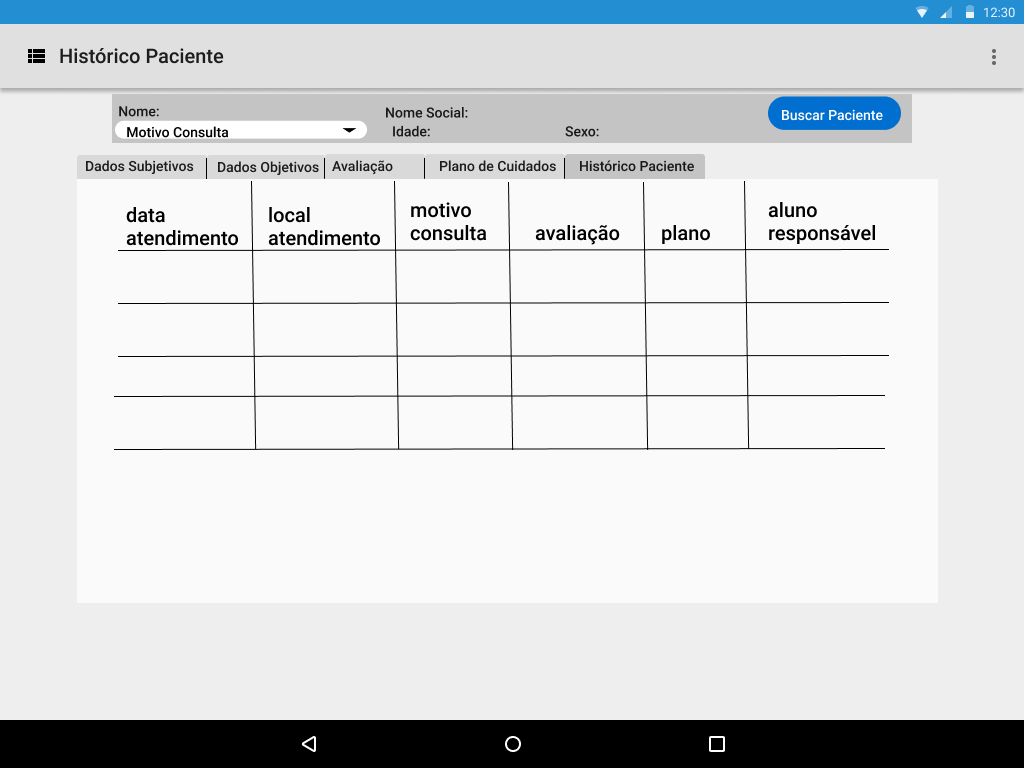 12:30
Histórico Paciente
Nome:
Nome Social:
Buscar Paciente
Motivo Consulta
Idade:
Sexo:
Dados Subjetivos
Dados Objetivos
Avaliação
Plano de Cuidados
Histórico Paciente
data
atendimento
local
atendimento
motivo
consulta
avaliação
plano
aluno
responsável